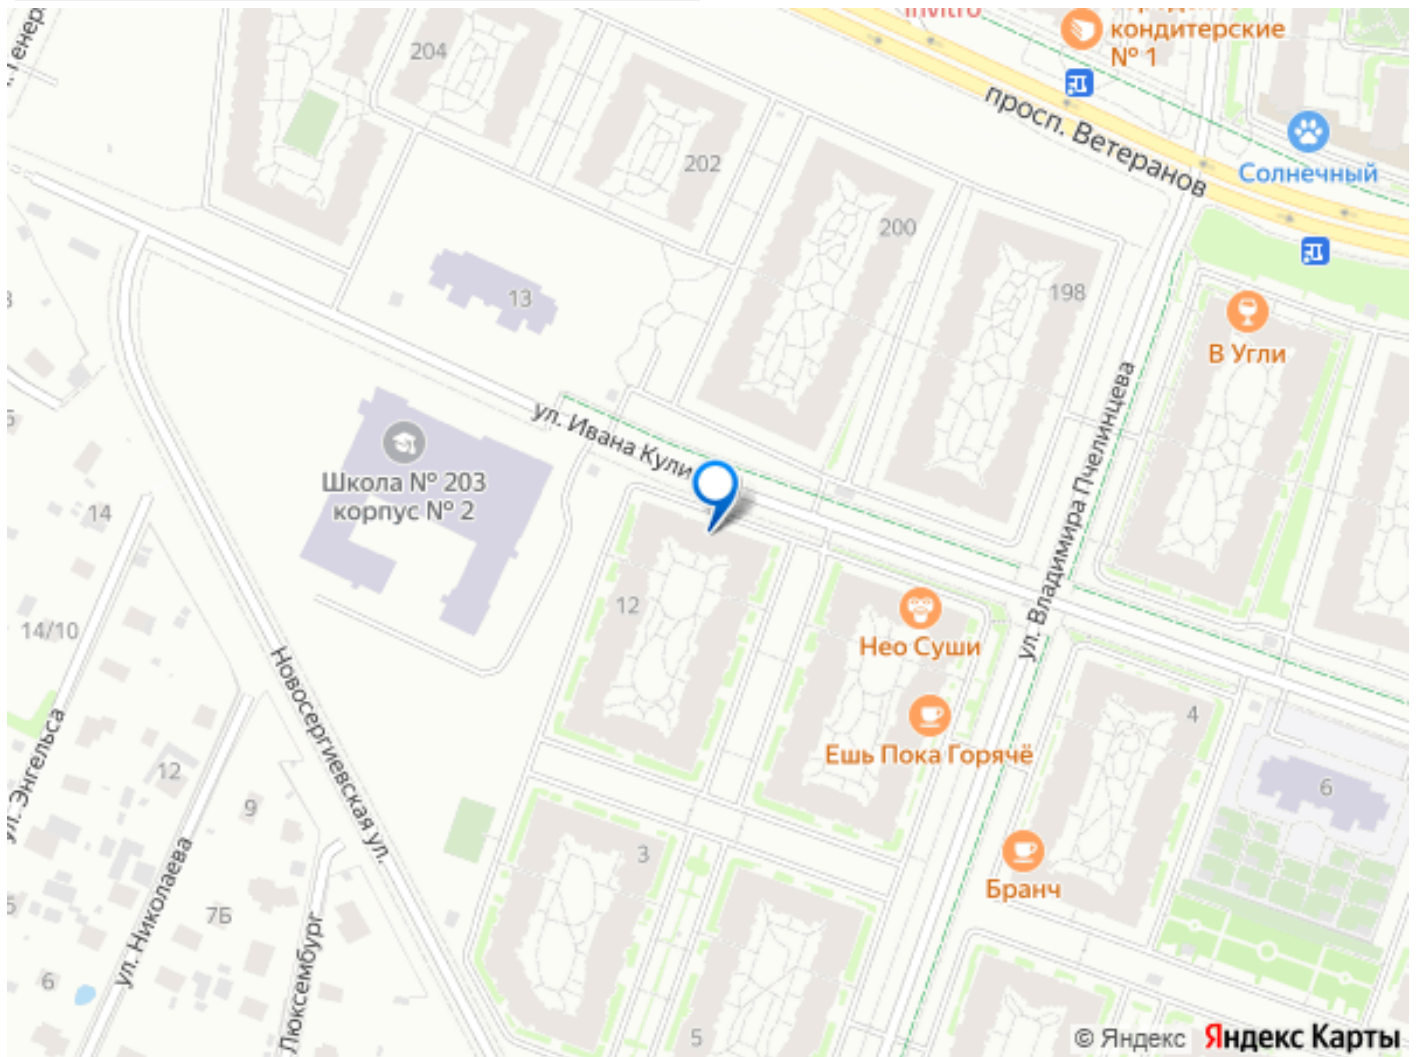 кондитерские
№ 1
204
просп. Ветеранов
202
Солнечный
200
198
13
В Угли
ул. Ивана Кули
ул. Владимира Пчелинцева
Школа № 203
корпус № 2
14
12
14/10
Нео Суши
Новосергиевская ул.
Ешь Пока Горячё
4
ул. Энгельса
12
9
6
3
Бранч
ул. Николаева
7Б
Люксембург
6
5
© Яндекс Яндекс Карты